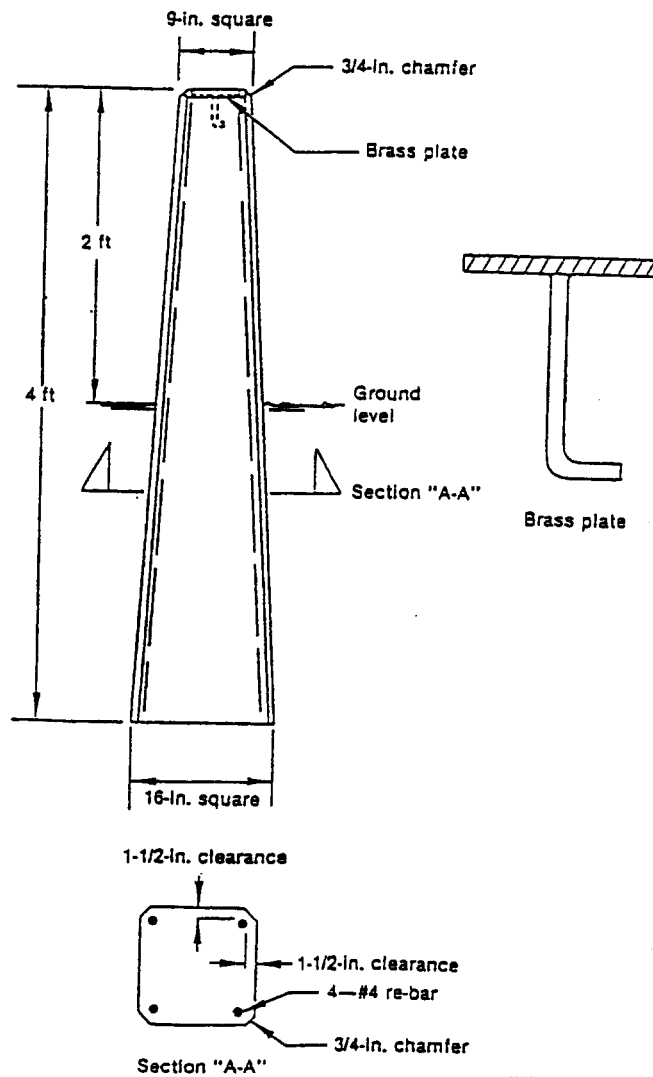 9-in. square
3/4-in. chamfer
Brass plate
2 ft
4 ft
Ground
level
Section "A-A"
Brass plate
16-in. square
1-1/2-in. clearance
1-1/2-in. clearance
4—#4 re-bar
3/4-in. chamfer
Section "A-A"